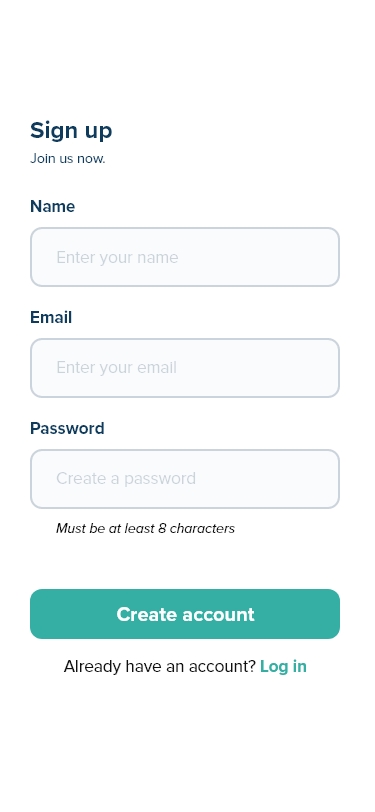 Sign up
Join us now.
Name
Enter your name
Email
Enter your email
Password
Create a password
Must be at least 8 characters
Create account
Already have an account? Log in